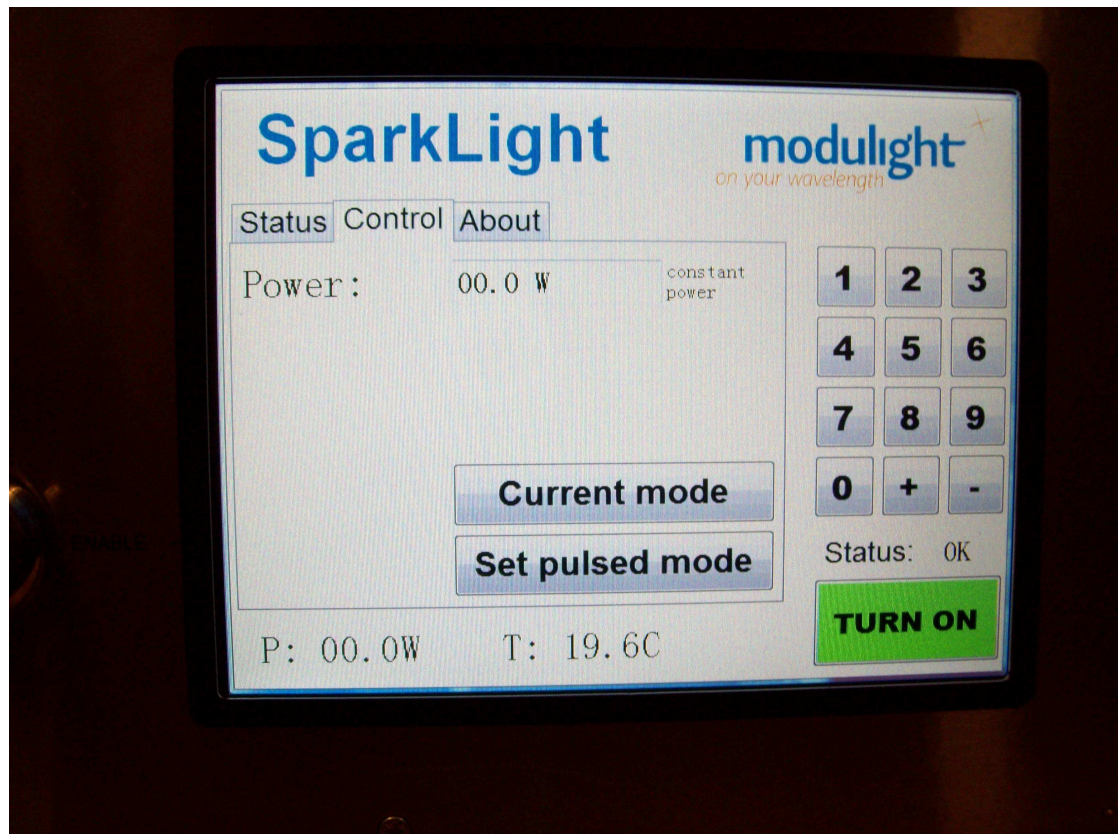 SparkLight
modulight
on your wavelength
Status Control About
Power: 00.0 W constant power
1 2 3
4 5 6
7 8 9
0 + -
Current mode
Set pulsed mode
Status: OK
TURN ON
P: 00.0W T: 19.6C
ENABLE